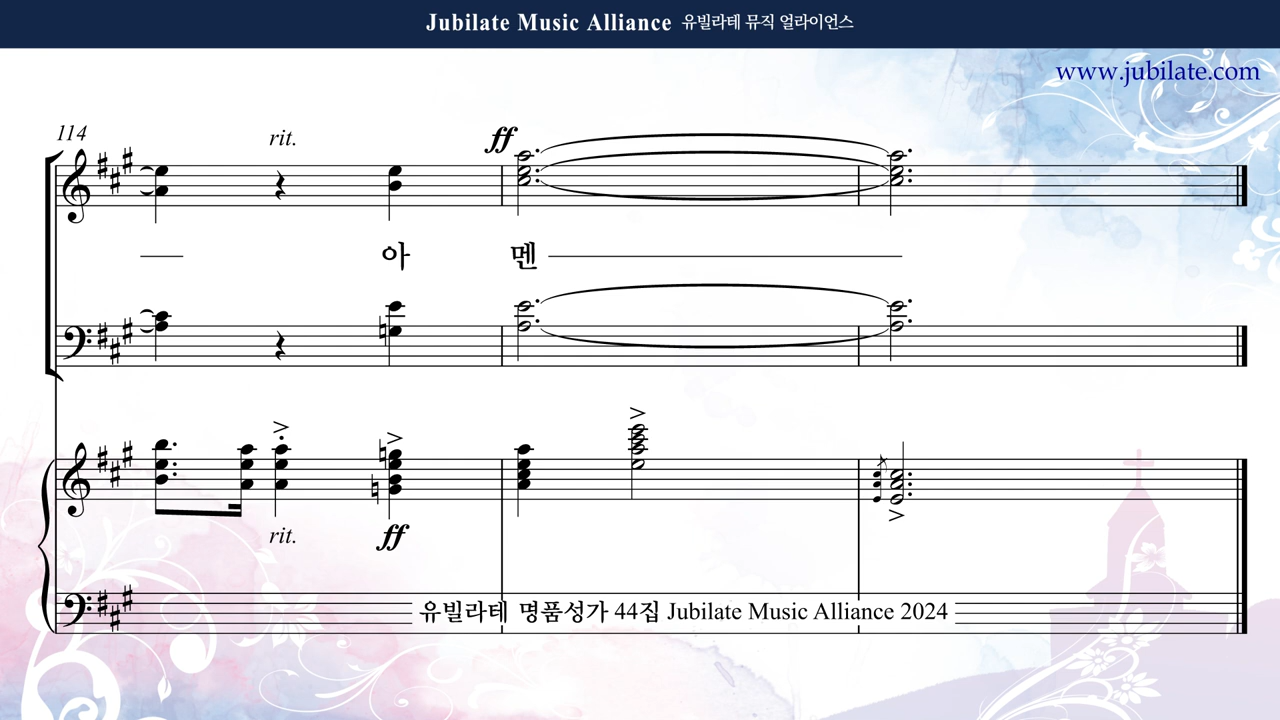 Jubilate Music Alliance 유빌라테 뮤직 얼라이언스
www.jubilate.com
114
rit.
ff
아 멘
rit.
ff
유빌라테 명품성가 44집 Jubilate Music Alliance 2024